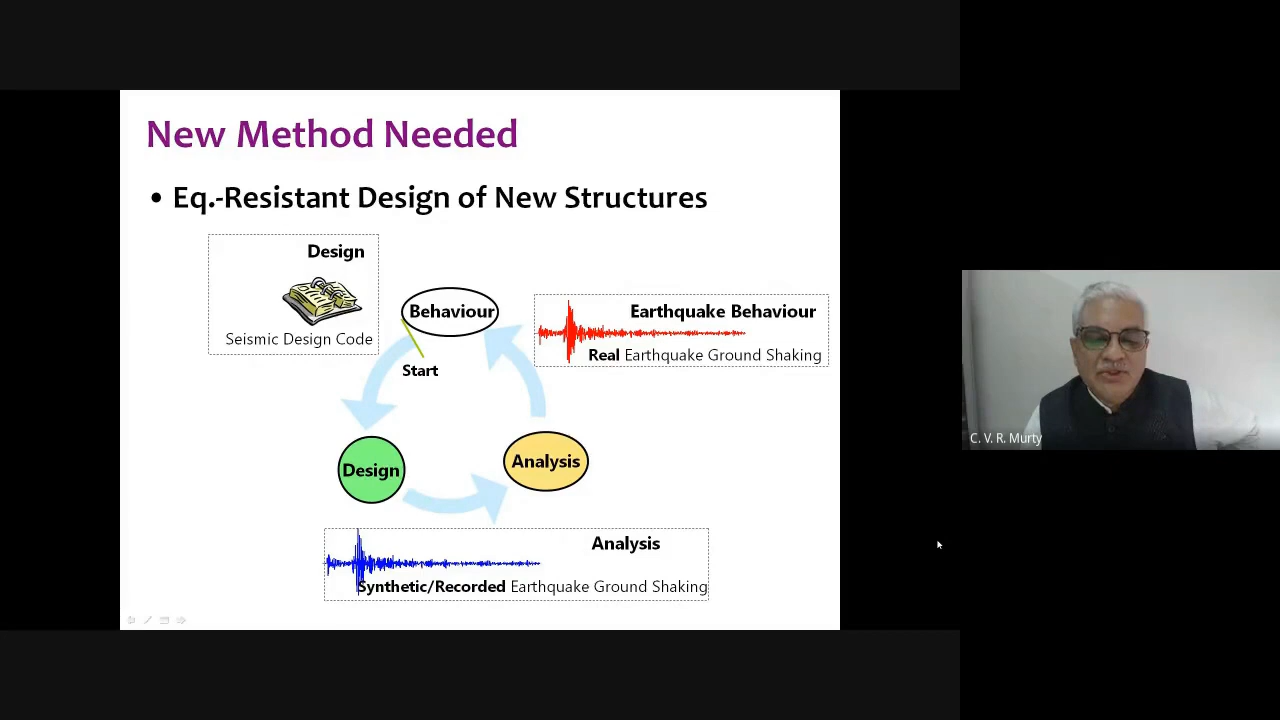 New Method Needed
• Eq.-Resistant Design of New Structures
Design
Seismic Design Code
Behaviour
Start
Earthquake Behaviour
Real Earthquake Ground Shaking
Design
Analysis
Analysis
Synthetic/Recorded Earthquake Ground Shaking
C. V. R. Murty